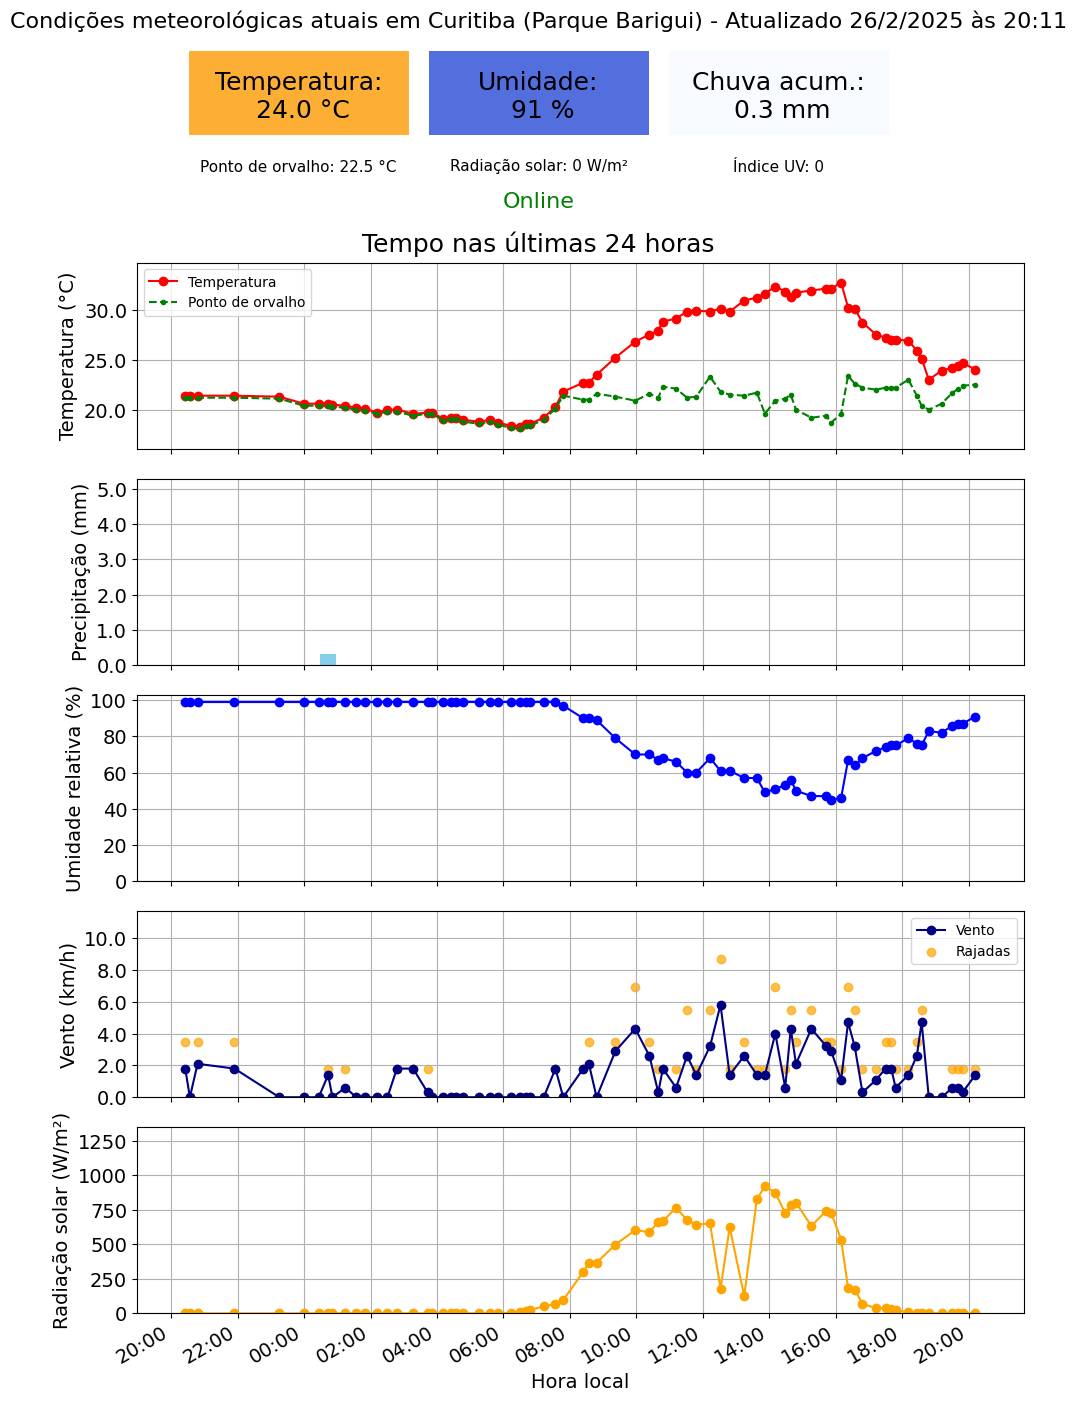 Condições meteorológicas atuais em Curitiba (Parque Barigui) - Atualizado 26/2/2025 às 20:11
Temperatura:
24.0 °C
Umidade:
91 %
Chuva acum.:
0.3 mm
Ponto de orvalho: 22.5 °C
Radiação solar: 0 W/m²
Índice UV: 0
Online
Tempo nas últimas 24 horas
Temperatura (°C)
30.0
25.0
20.0
Temperatura
Ponto de orvalho
Precipitação (mm)
5.0
4.0
3.0
2.0
1.0
0.0
Umidade relativa (%)
100
80
60
40
20
0
Vento (km/h)
10.0
8.0
6.0
4.0
2.0
0.0
Vento
Rajadas
Radiação solar (W/m²)
1250
1000
750
500
250
0
20:00
22:00
00:00
02:00
04:00
06:00
08:00
10:00
12:00
14:00
16:00
18:00
20:00
Hora local